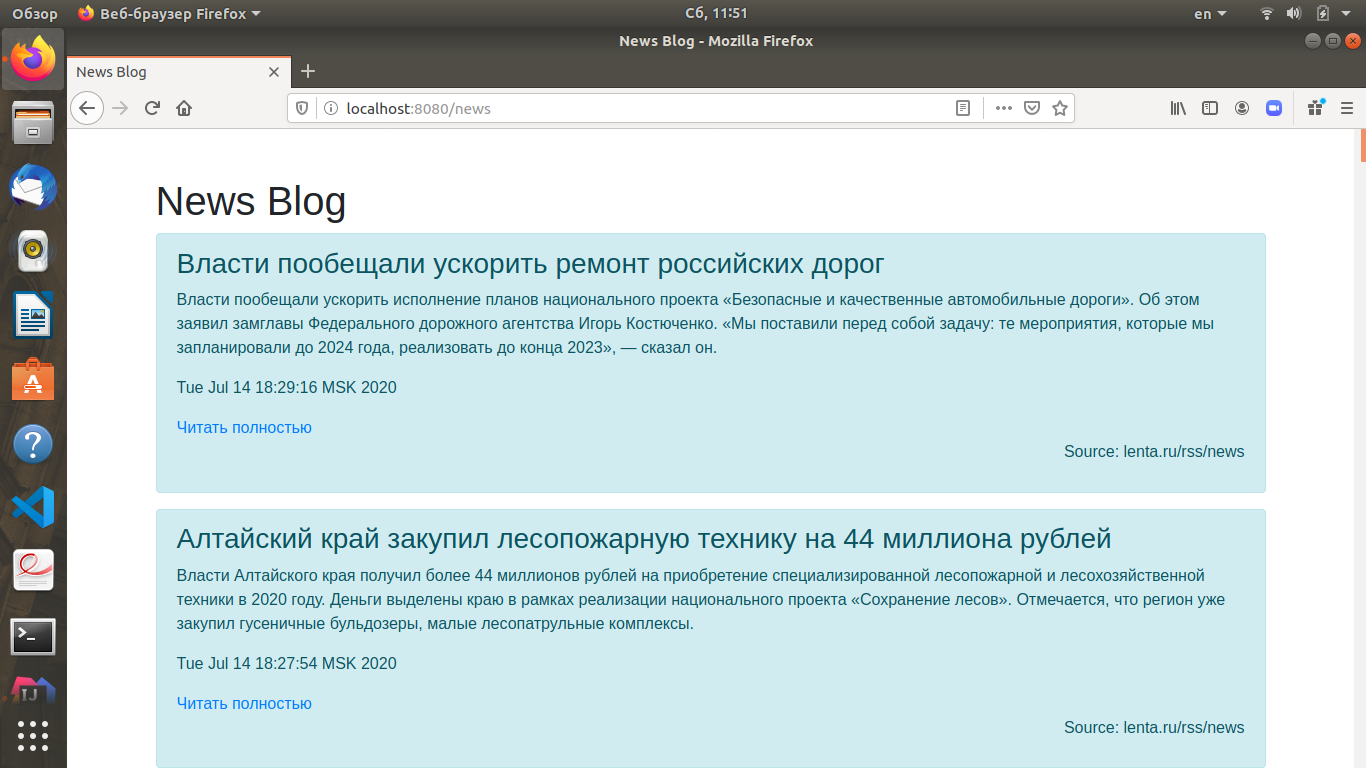 Обзор
Веб-браузер Firefox
Сб, 11:51
en
News Blog - Mozilla Firefox
News Blog
localhost:8080/news
News Blog
Власти пообещали ускорить ремонт российских дорог
Власти пообещали ускорить исполнение планов национального проекта «Безопасные и качественные автомобильные дороги». Об этом
заявил замглавы Федерального дорожного агентства Игорь Костюченко. «Мы поставили перед собой задачу: те мероприятия, которые мы
запланировали до 2024 года, реализовать до конца 2023», — сказал он.
Tue Jul 14 18:29:16 MSK 2020
Читать полностью
Source: lenta.ru/rss/news
Алтайский край закупил лесопожарную технику на 44 миллиона рублей
Власти Алтайского края получил более 44 миллионов рублей на приобретение специализированной лесопожарной и лесохозяйственной
техники в 2020 году. Деньги выделены краю в рамках реализации национального проекта «Сохранение лесов». Отмечается, что регион уже
закупил гусеничные бульдозеры, малые лесопатрульные комплексы.
Tue Jul 14 18:27:54 MSK 2020
Читать полностью
Source: lenta.ru/rss/news
IJ